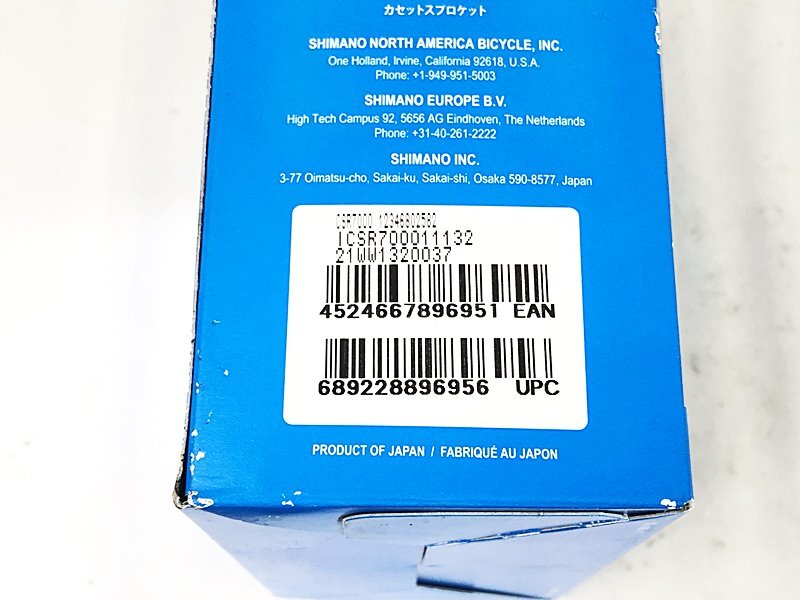 カセットスプロケット
SHIMANO NORTH AMERICA BICYCLE, INC.
One Holland, Irvine, California 92618, U.S.A.
Phone: +1-949-951-5003
SHIMANO EUROPE B.V.
High Tech Campus 92, 5656 AG Eindhoven, The Netherlands
Phone: +31-40-261-2222
SHIMANO INC.
3-77 Oimatsu-cho, Sakai-ku, Sakai-shi, Osaka 590-8577, Japan
CSR7000 12346802582
ICSR700011132
21WW1320037
4524667896951 EAN
689228896956 UPC
PRODUCT OF JAPAN / FABRIQUÉ AU JAPON